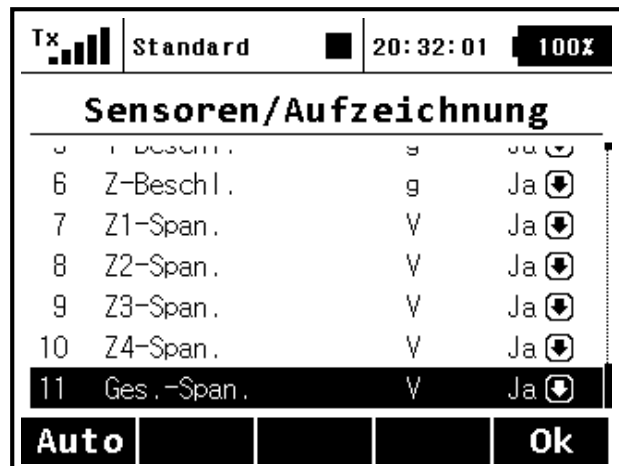 Tx Standard 20:32:01 100%
Sensoren/Aufzeichnung
6 Z-Beschl. g Ja
7 Z1-Span. V Ja
8 Z2-Span. V Ja
9 Z3-Span. V Ja
10 Z4-Span. V Ja
11 Ges.-Span. V Ja
Auto Ok